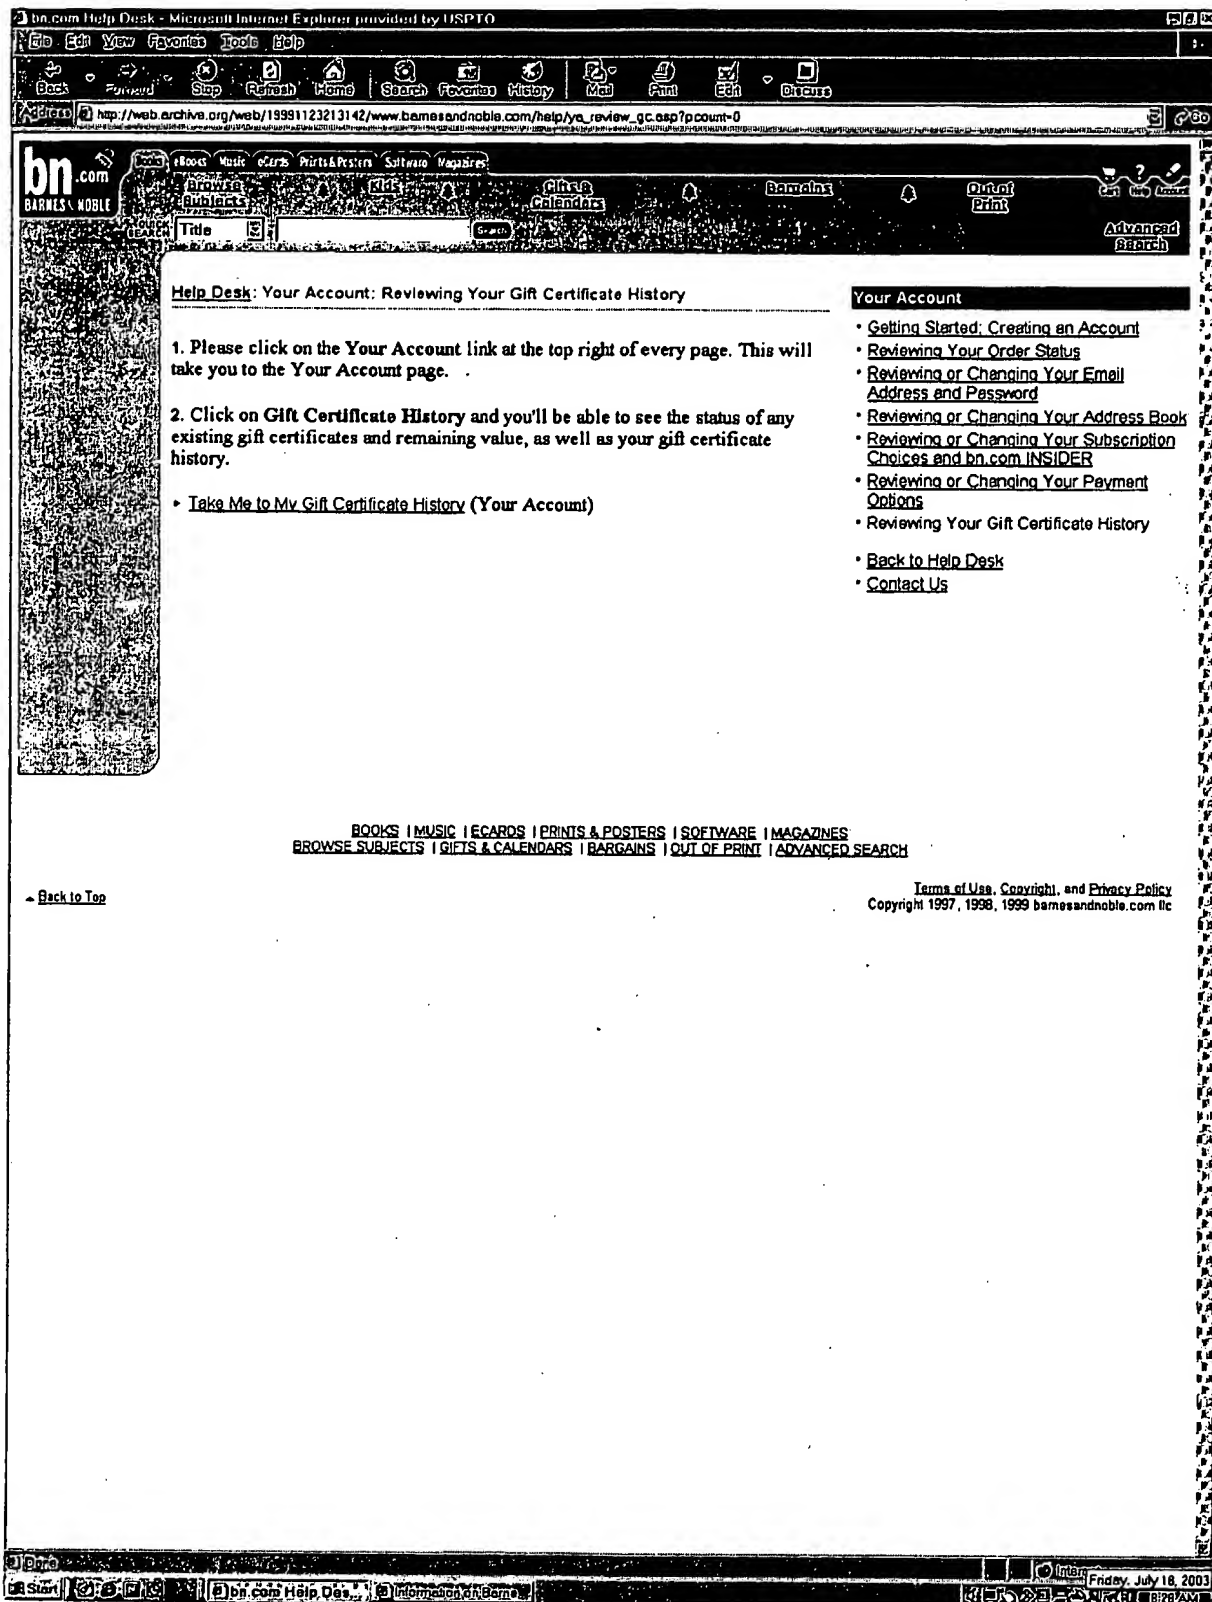 bn.com Help Desk - Microsoft Internet Explorer provided by USPTO
File Edit View Favorites Tools Help
Back Forward Stop Refresh Home Search Favorites History Mail Print Edit Discuss
Address http://web.archive.org/web/19991123213142/www.barnesandnoble.com/help/ya_review_gc.asp?pcount=0 Go
bn.com
BARNES & NOBLE
Books eBooks Music eCards Prints & Posters Software Magazines
Cart Help Account
Browse Subjects Kids Gifts & Calendars Bargains Out of Print
QUICK SEARCH Title Search Advanced Search
Help Desk: Your Account: Reviewing Your Gift Certificate History
1. Please click on the Your Account link at the top right of every page. This will
take you to the Your Account page.
2. Click on Gift Certificate History and you'll be able to see the status of any
existing gift certificates and remaining value, as well as your gift certificate
history.
Take Me to My Gift Certificate History (Your Account)
Your Account
• Getting Started: Creating an Account
• Reviewing Your Order Status
• Reviewing or Changing Your Email
Address and Password
• Reviewing or Changing Your Address Book
• Reviewing or Changing Your Subscription
Choices and bn.com INSIDER
• Reviewing or Changing Your Payment
Options
• Reviewing Your Gift Certificate History
• Back to Help Desk
• Contact Us
BOOKS | MUSIC | ECARDS | PRINTS & POSTERS | SOFTWARE | MAGAZINES
BROWSE SUBJECTS | GIFTS & CALENDARS | BARGAINS | OUT OF PRINT | ADVANCED SEARCH
Back to Top
Terms of Use, Copyright, and Privacy Policy
Copyright 1997, 1998, 1999 barnesandnoble.com llc
Done
Start bn.com Help Des... Information on Barne...
Friday, July 18, 2003
8:28 AM